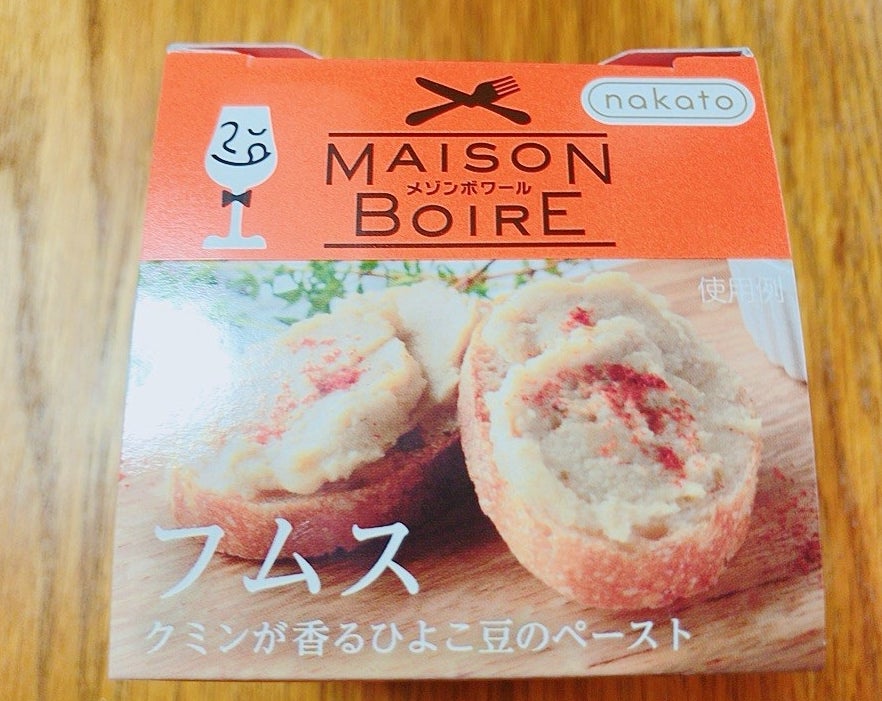 nakato
MAISON
メゾンボワール
BOIRE
使用例
フムス
クミンが香るひよこ豆のペースト